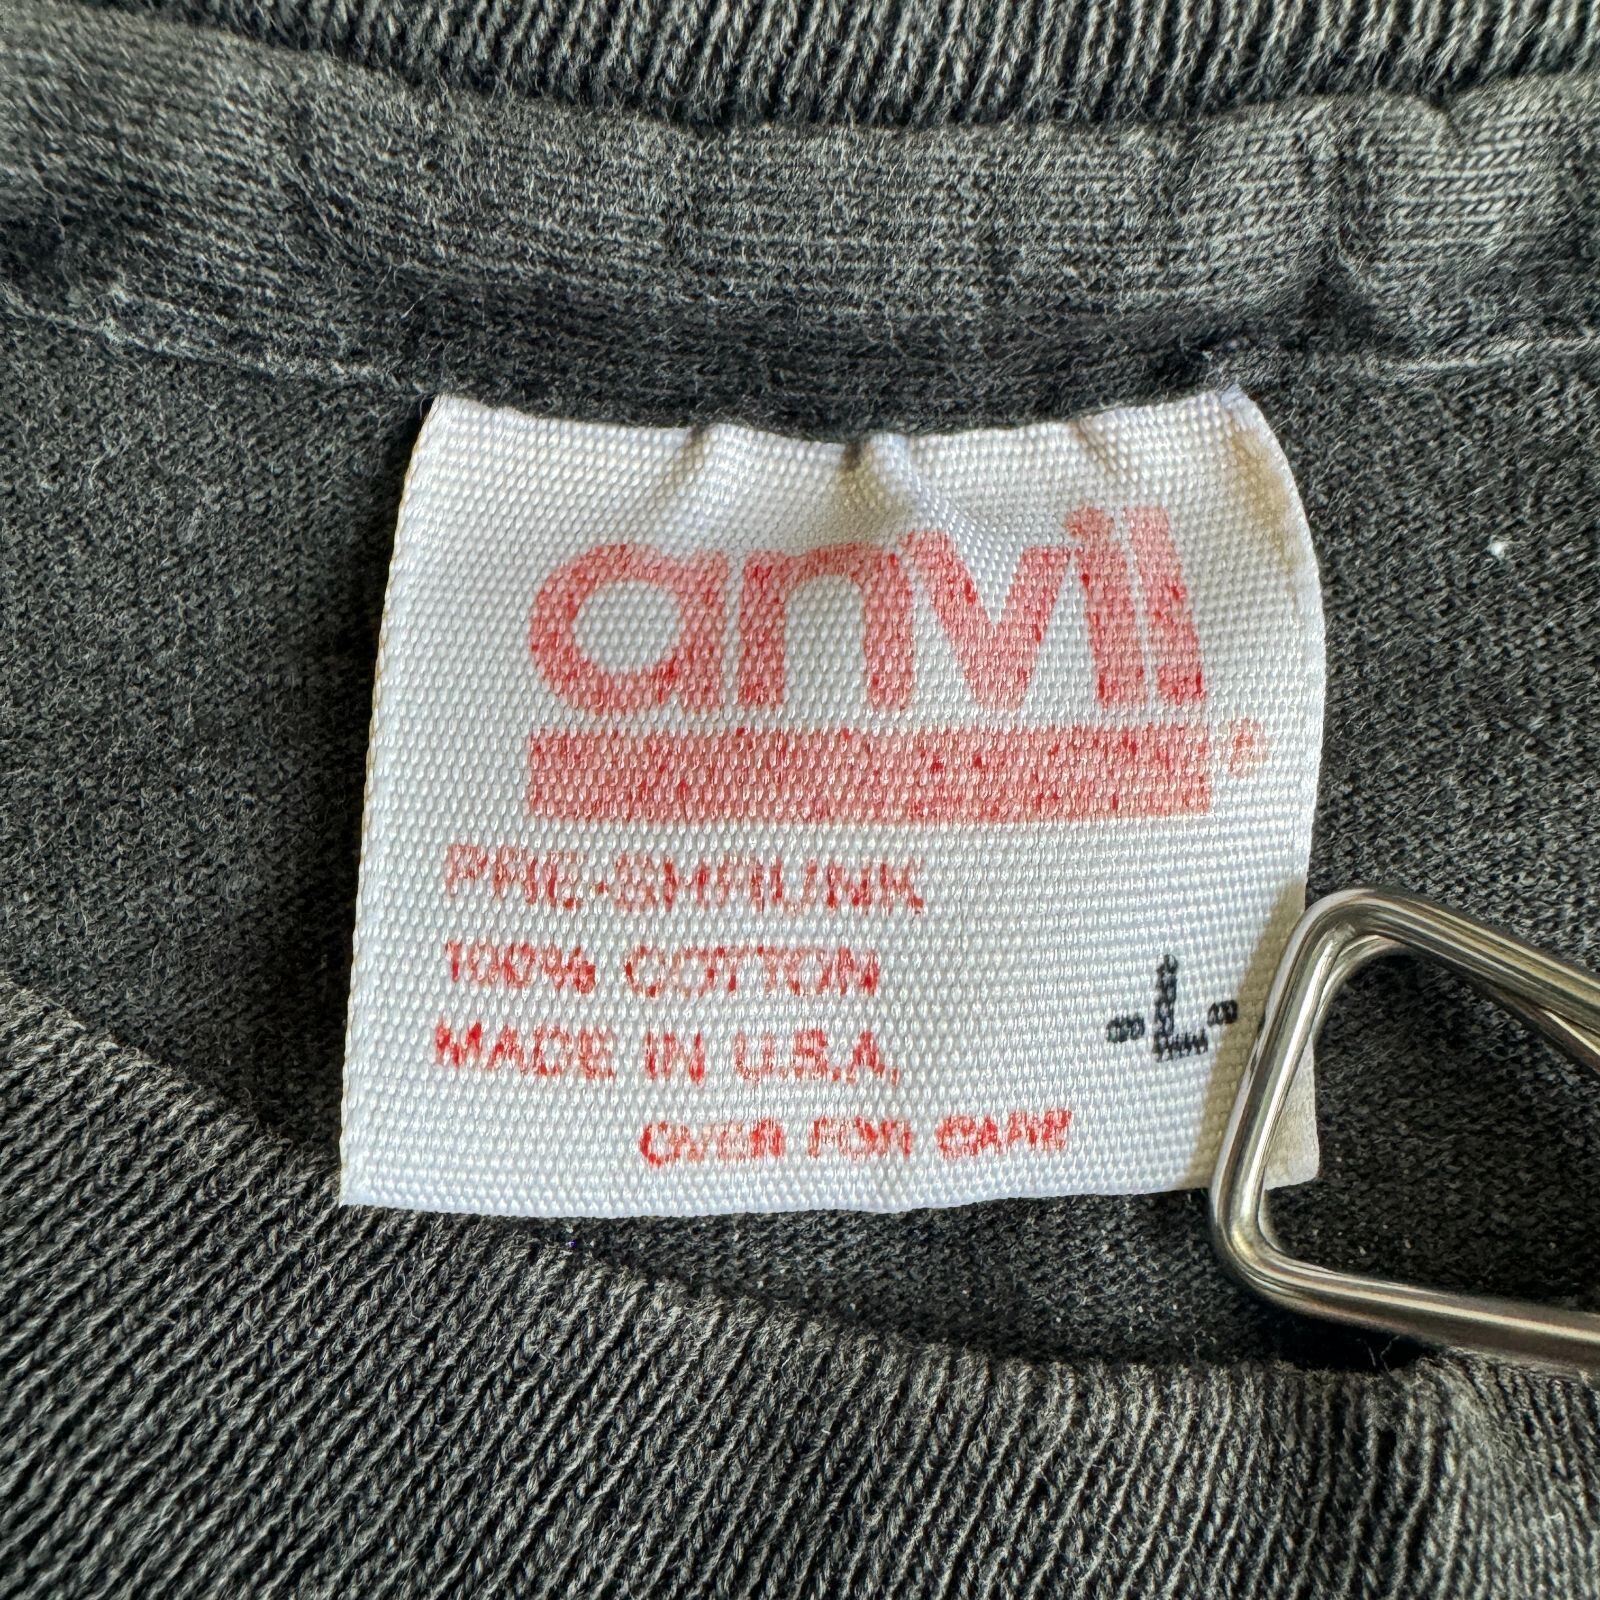 anvil®
PRE-SHRUNK
100% COTTON
MADE IN U.S.A.
-L-
OVER FOR CARE